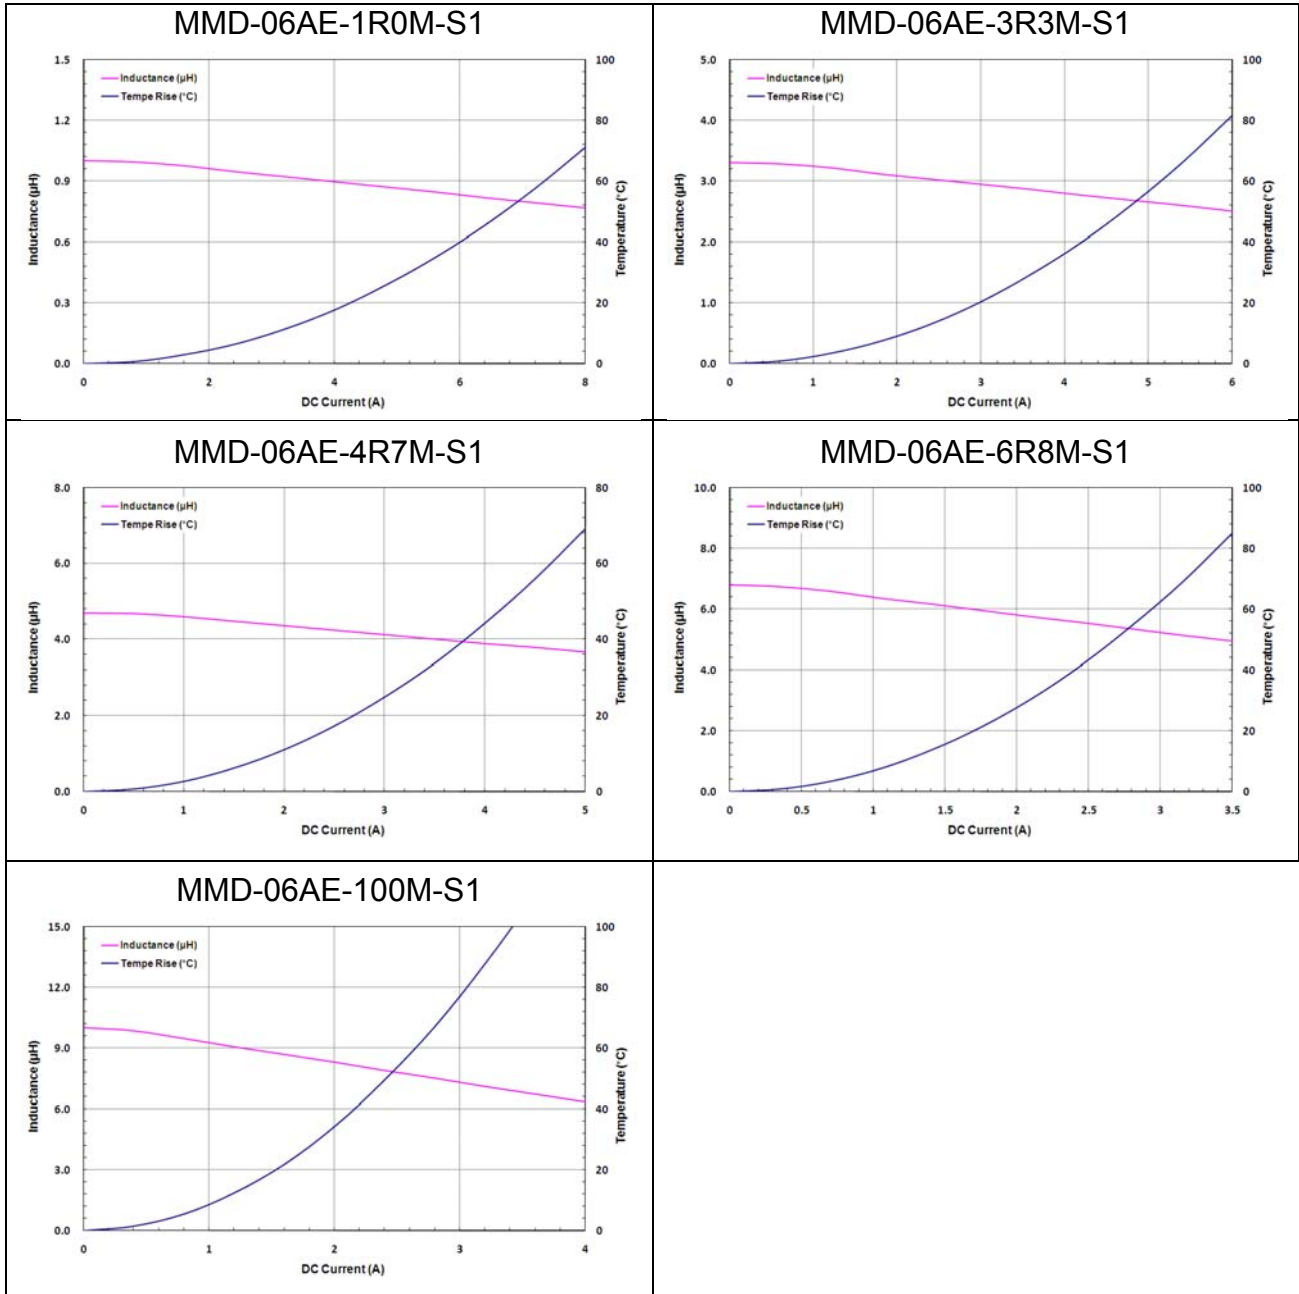 MMD-06AE-1R0M-S1
1.5
1.2
0.9
0.6
0.3
0.0
Inductance (μH)
Inductance (μH)
Tempe Rise (°C)
100
80
60
40
20
0
Temperature (°C)
0 2 4 6 8
DC Current (A)
MMD-06AE-3R3M-S1
5.0
4.0
3.0
2.0
1.0
0.0
Inductance (μH)
Inductance (μH)
Tempe Rise (°C)
100
80
60
40
20
0
Temperature (°C)
0 1 2 3 4 5 6
DC Current (A)
MMD-06AE-4R7M-S1
8.0
6.0
4.0
2.0
0.0
Inductance (μH)
Inductance (μH)
Tempe Rise (°C)
80
60
40
20
0
Temperature (°C)
0 1 2 3 4 5
DC Current (A)
MMD-06AE-6R8M-S1
10.0
8.0
6.0
4.0
2.0
0.0
Inductance (μH)
Inductance (μH)
Tempe Rise (°C)
100
80
60
40
20
0
Temperature (°C)
0 0.5 1 1.5 2 2.5 3 3.5
DC Current (A)
MMD-06AE-100M-S1
15.0
12.0
9.0
6.0
3.0
0.0
Inductance (μH)
Inductance (μH)
Tempe Rise (°C)
100
80
60
40
20
0
Temperature (°C)
0 1 2 3 4
DC Current (A)